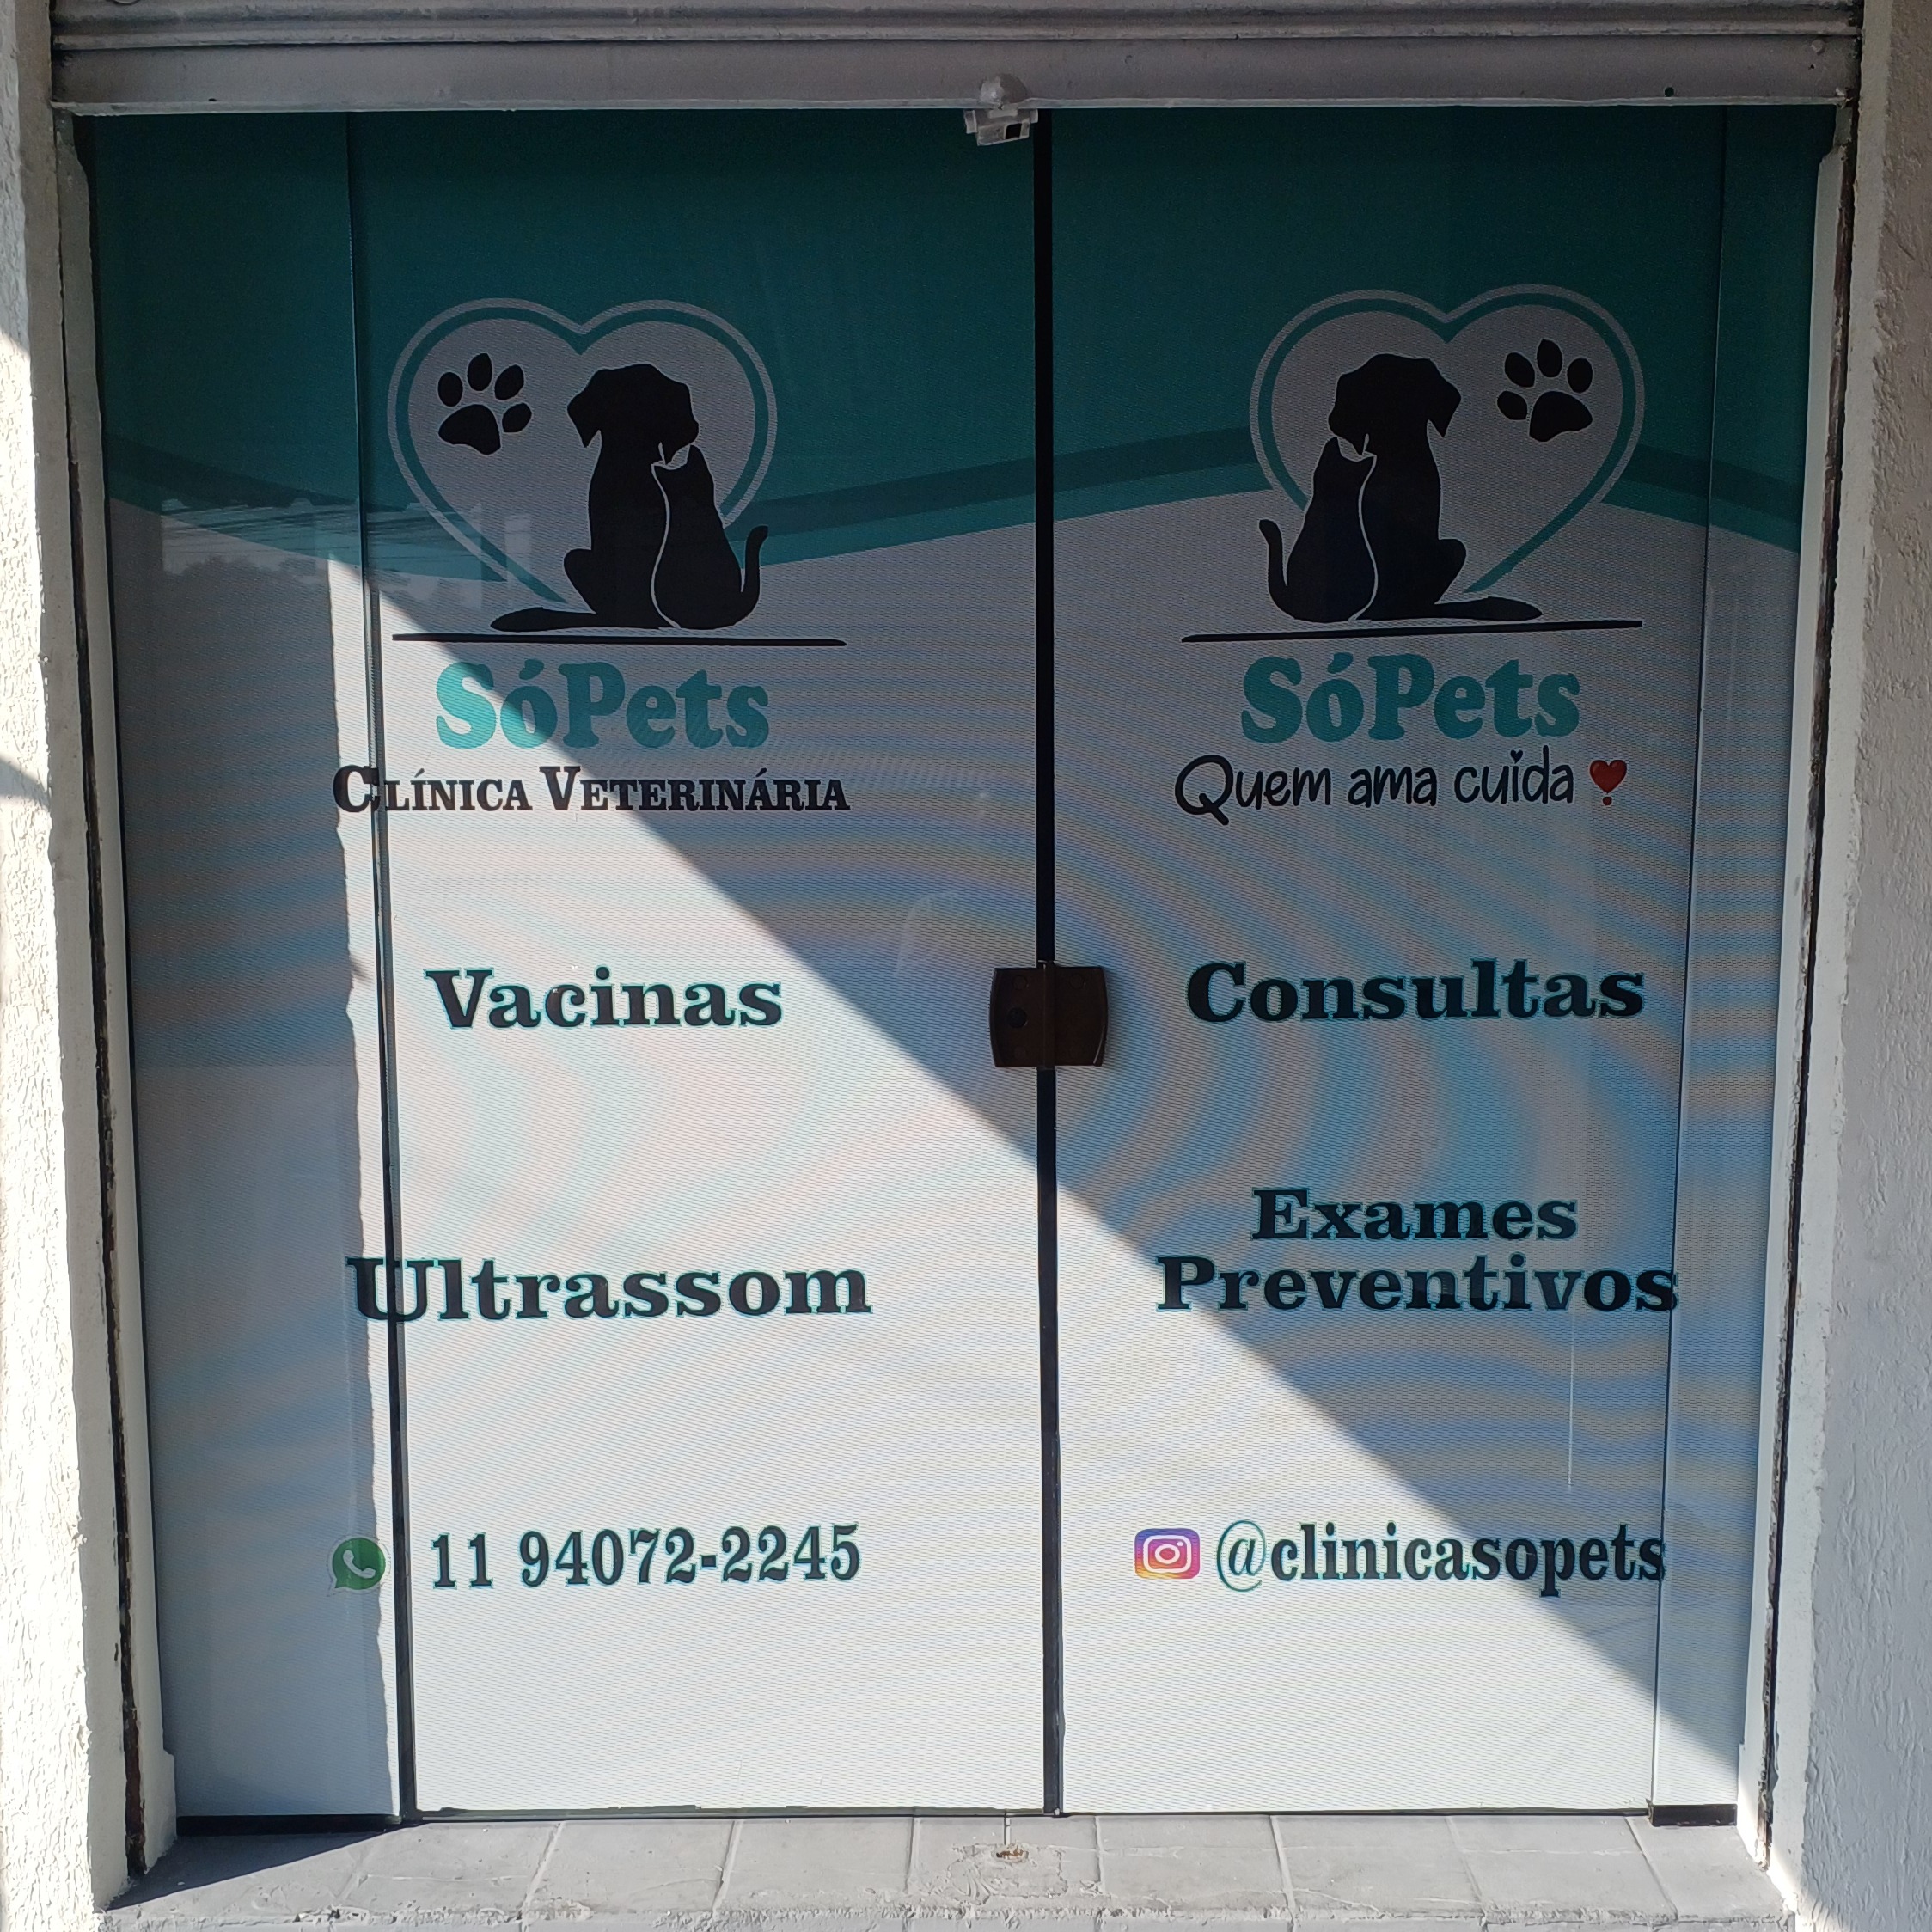 SóPets
CLÍNICA VETERINÁRIA
Vacinas
Ultrassom
11 94072-2245
SóPets
Quem ama cuida
Consultas
Exames
Preventivos
@clinicasopets